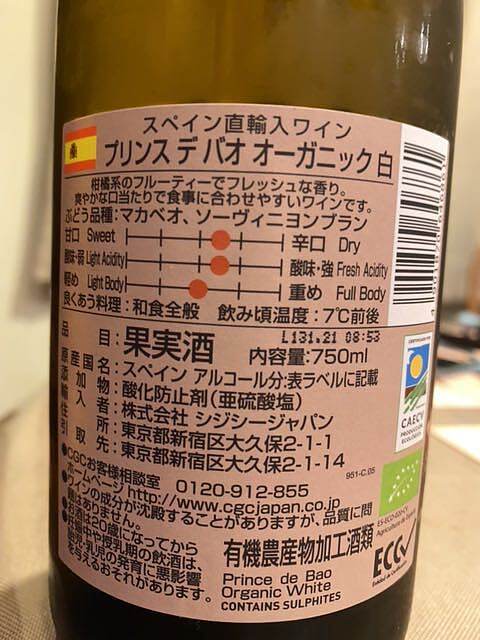 スペイン直輸入ワイン
プリンス デ バオ オーガニック 白
柑橘系のフルーティーでフレッシュな香り。
爽やかな口当たりで食事に合わせやすいワインです。
ぶどう品種：マカベオ、ソーヴィニヨンブラン
甘口 Sweet 辛口 Dry
酸味・弱 Light Acidity 酸味・強 Fresh Acidity
軽め Light Body 重め Full Body
良くあう料理：和食全般 飲み頃温度：7℃前後
L131.21 08:53
品目：果実酒 内容量：750ml
原産国名：スペイン アルコール分：表ラベルに記載
添加物：酸化防止剤（亜硫酸塩）
輸入者：株式会社 シジシージャパン
住所：東京都新宿区大久保2-1-1
引取先：東京都新宿区大久保2-1-14
951-C.05
●CGCお客様相談室 0120-912-855
ホームページ http://www.cgcjapan.co.jp
●ワインの成分が沈殿することがありますが、品質に問
題はありません。
●お酒は20歳になってから
●妊娠中や授乳期の飲酒は、
胎児・乳児の発育に悪影響
を与えるおそれがあります。
有機農産物加工酒類
Prince de Bao
Organic White
CONTAINS SULPHITES
CAECV
ECC